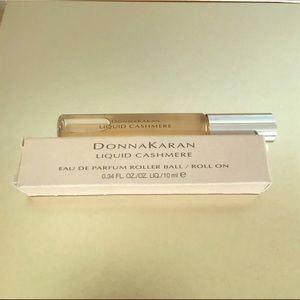 DONNAKARAN
LIQUID CASHMERE
DONNAKARAN
LIQUID CASHMERE
EAU DE PARFUM ROLLER BALL / ROLL ON
0.34 FL. OZ./OZ. LIQ./10 ml e